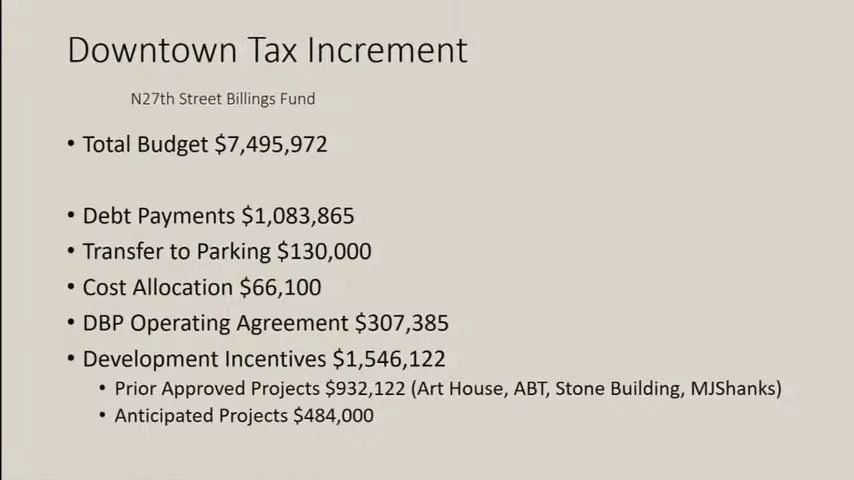 Downtown Tax Increment
N27th Street Billings Fund
• Total Budget $7,495,972
• Debt Payments $1,083,865
• Transfer to Parking $130,000
• Cost Allocation $66,100
• DBP Operating Agreement $307,385
• Development Incentives $1,546,122
• Prior Approved Projects $932,122 (Art House, ABT, Stone Building, MJShanks)
• Anticipated Projects $484,000